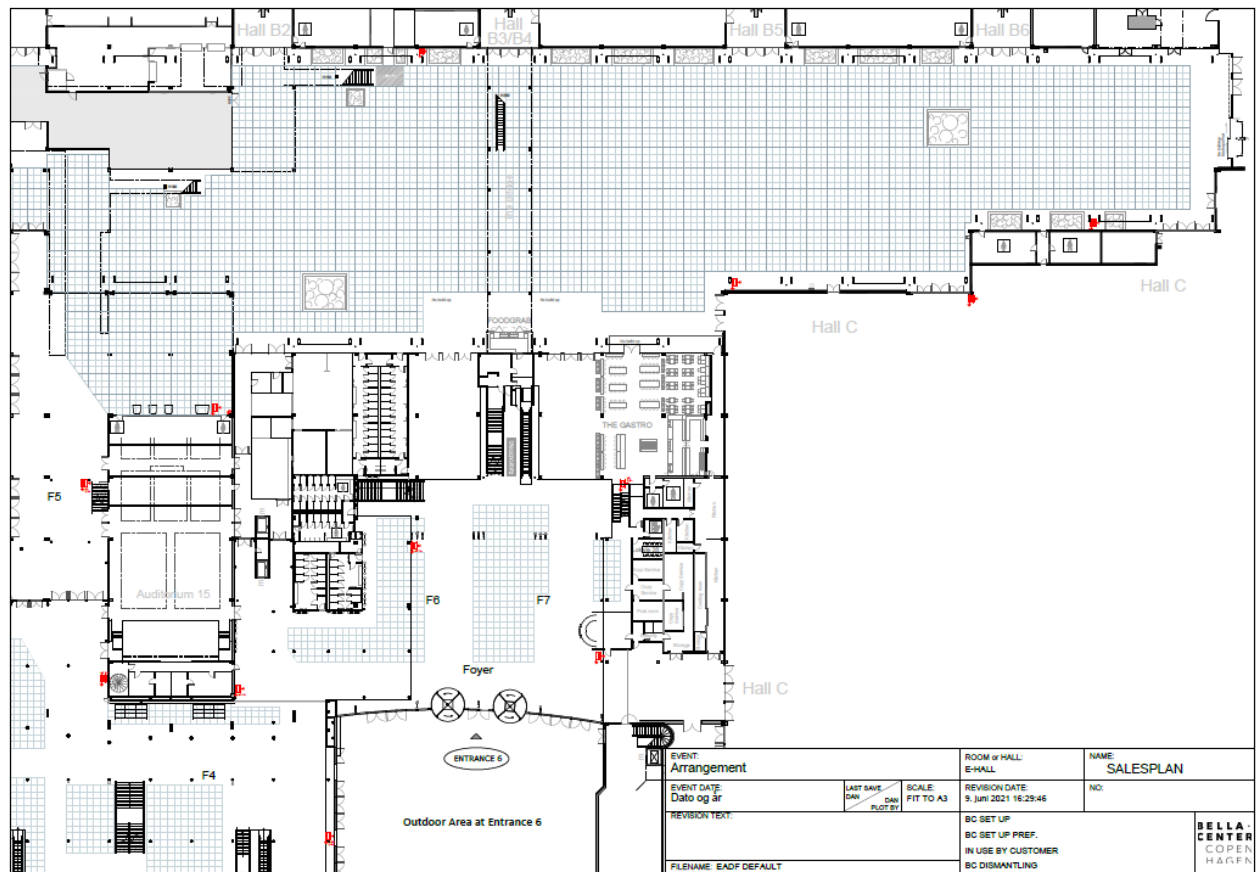 Hall B2
Hall
B3/B4
Hall B5
Hall B6
Hall C
Hall C
FOODGRAB
THE GASTRO
F5
Auditorium 15
F6
F7
Foyer
Hall C
ENTRANCE 6
F4
Outdoor Area at Entrance 6
EVENT:
Arrangement
ROOM or HALL:
E-HALL
NAME:
SALESPLAN
EVENT DATE:
Dato og år
LAST SAVE
DAN
DAN
PLOT BY
SCALE:
FIT TO A3
REVISION DATE:
9. juni 2021 16:29:46
NO:
REVISION TEXT:
BC SET UP
BC SET UP PREF.
IN USE BY CUSTOMER
BC DISMANTLING
FILENAME: EADF DEFAULT
BELLA-
CENTER
COPEN
HAGEN